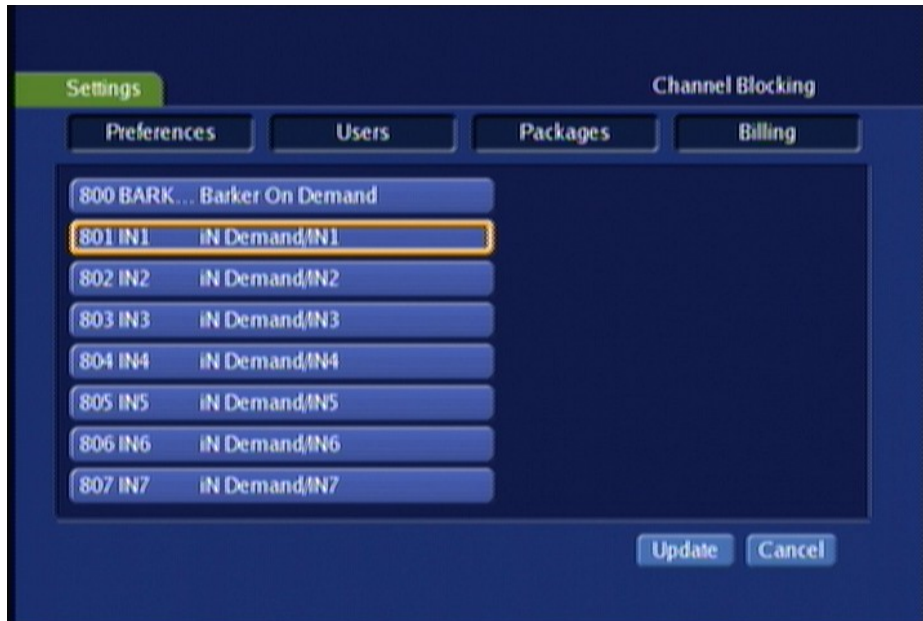 Settings Channel Blocking
Preferences Users Packages Billing
800 BARK... Barker On Demand
801 IN1 iN Demand/IN1
802 IN2 iN Demand/IN2
803 IN3 iN Demand/IN3
804 IN4 iN Demand/IN4
805 IN5 iN Demand/IN5
806 IN6 iN Demand/IN6
807 IN7 iN Demand/IN7
Update Cancel